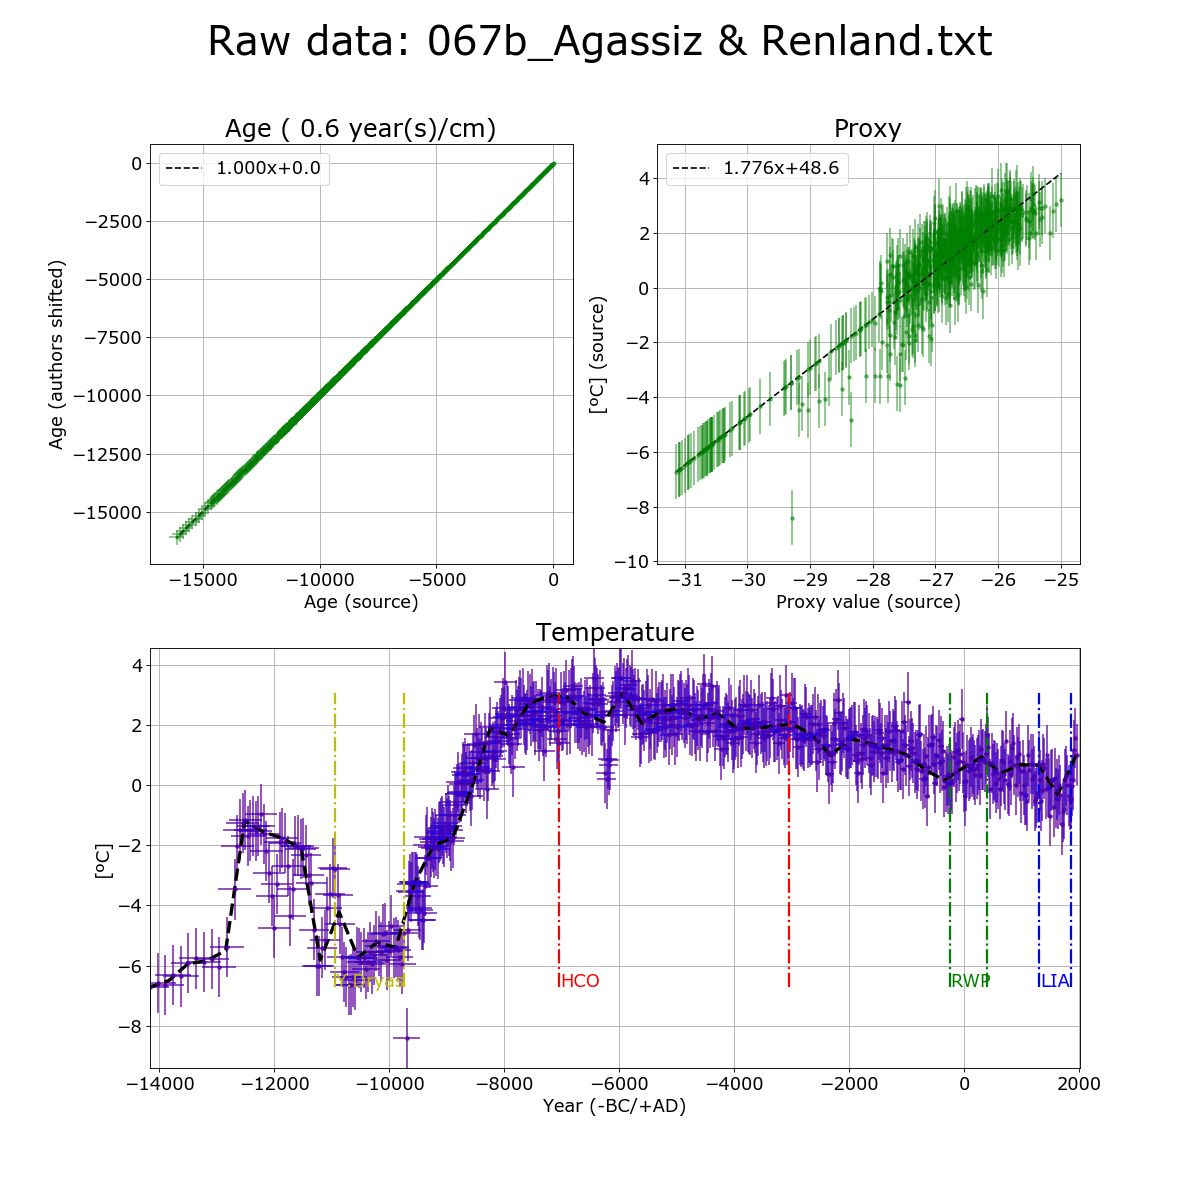 Raw data: 067b_Agassiz & Renland.txt
Age ( 0.6 year(s)/cm)
1.000x+0.0
0
−2500
−5000
−7500
−10000
−12500
−15000
Age (authors shifted)
−15000 −10000 −5000 0
Age (source)
Proxy
1.776x+48.6
4
2
0
−2
−4
−6
−8
−10
[ºC] (source)
−31 −30 −29 −28 −27 −26 −25
Proxy value (source)
Temperature
4
2
0
−2
−4
−6
−8
[ºC]
Y.Dryas
HCO
RWP
LIA
−14000 −12000 −10000 −8000 −6000 −4000 −2000 0 2000
Year (-BC/+AD)